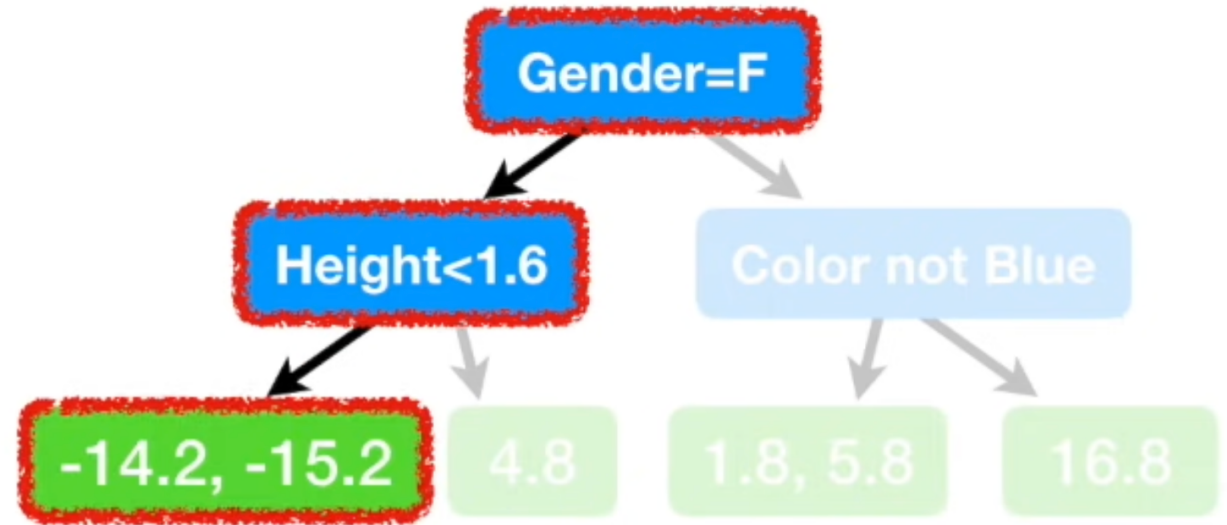 Gender=F
Height<1.6
Color not Blue
-14.2, -15.2
4.8
1.8, 5.8
16.8